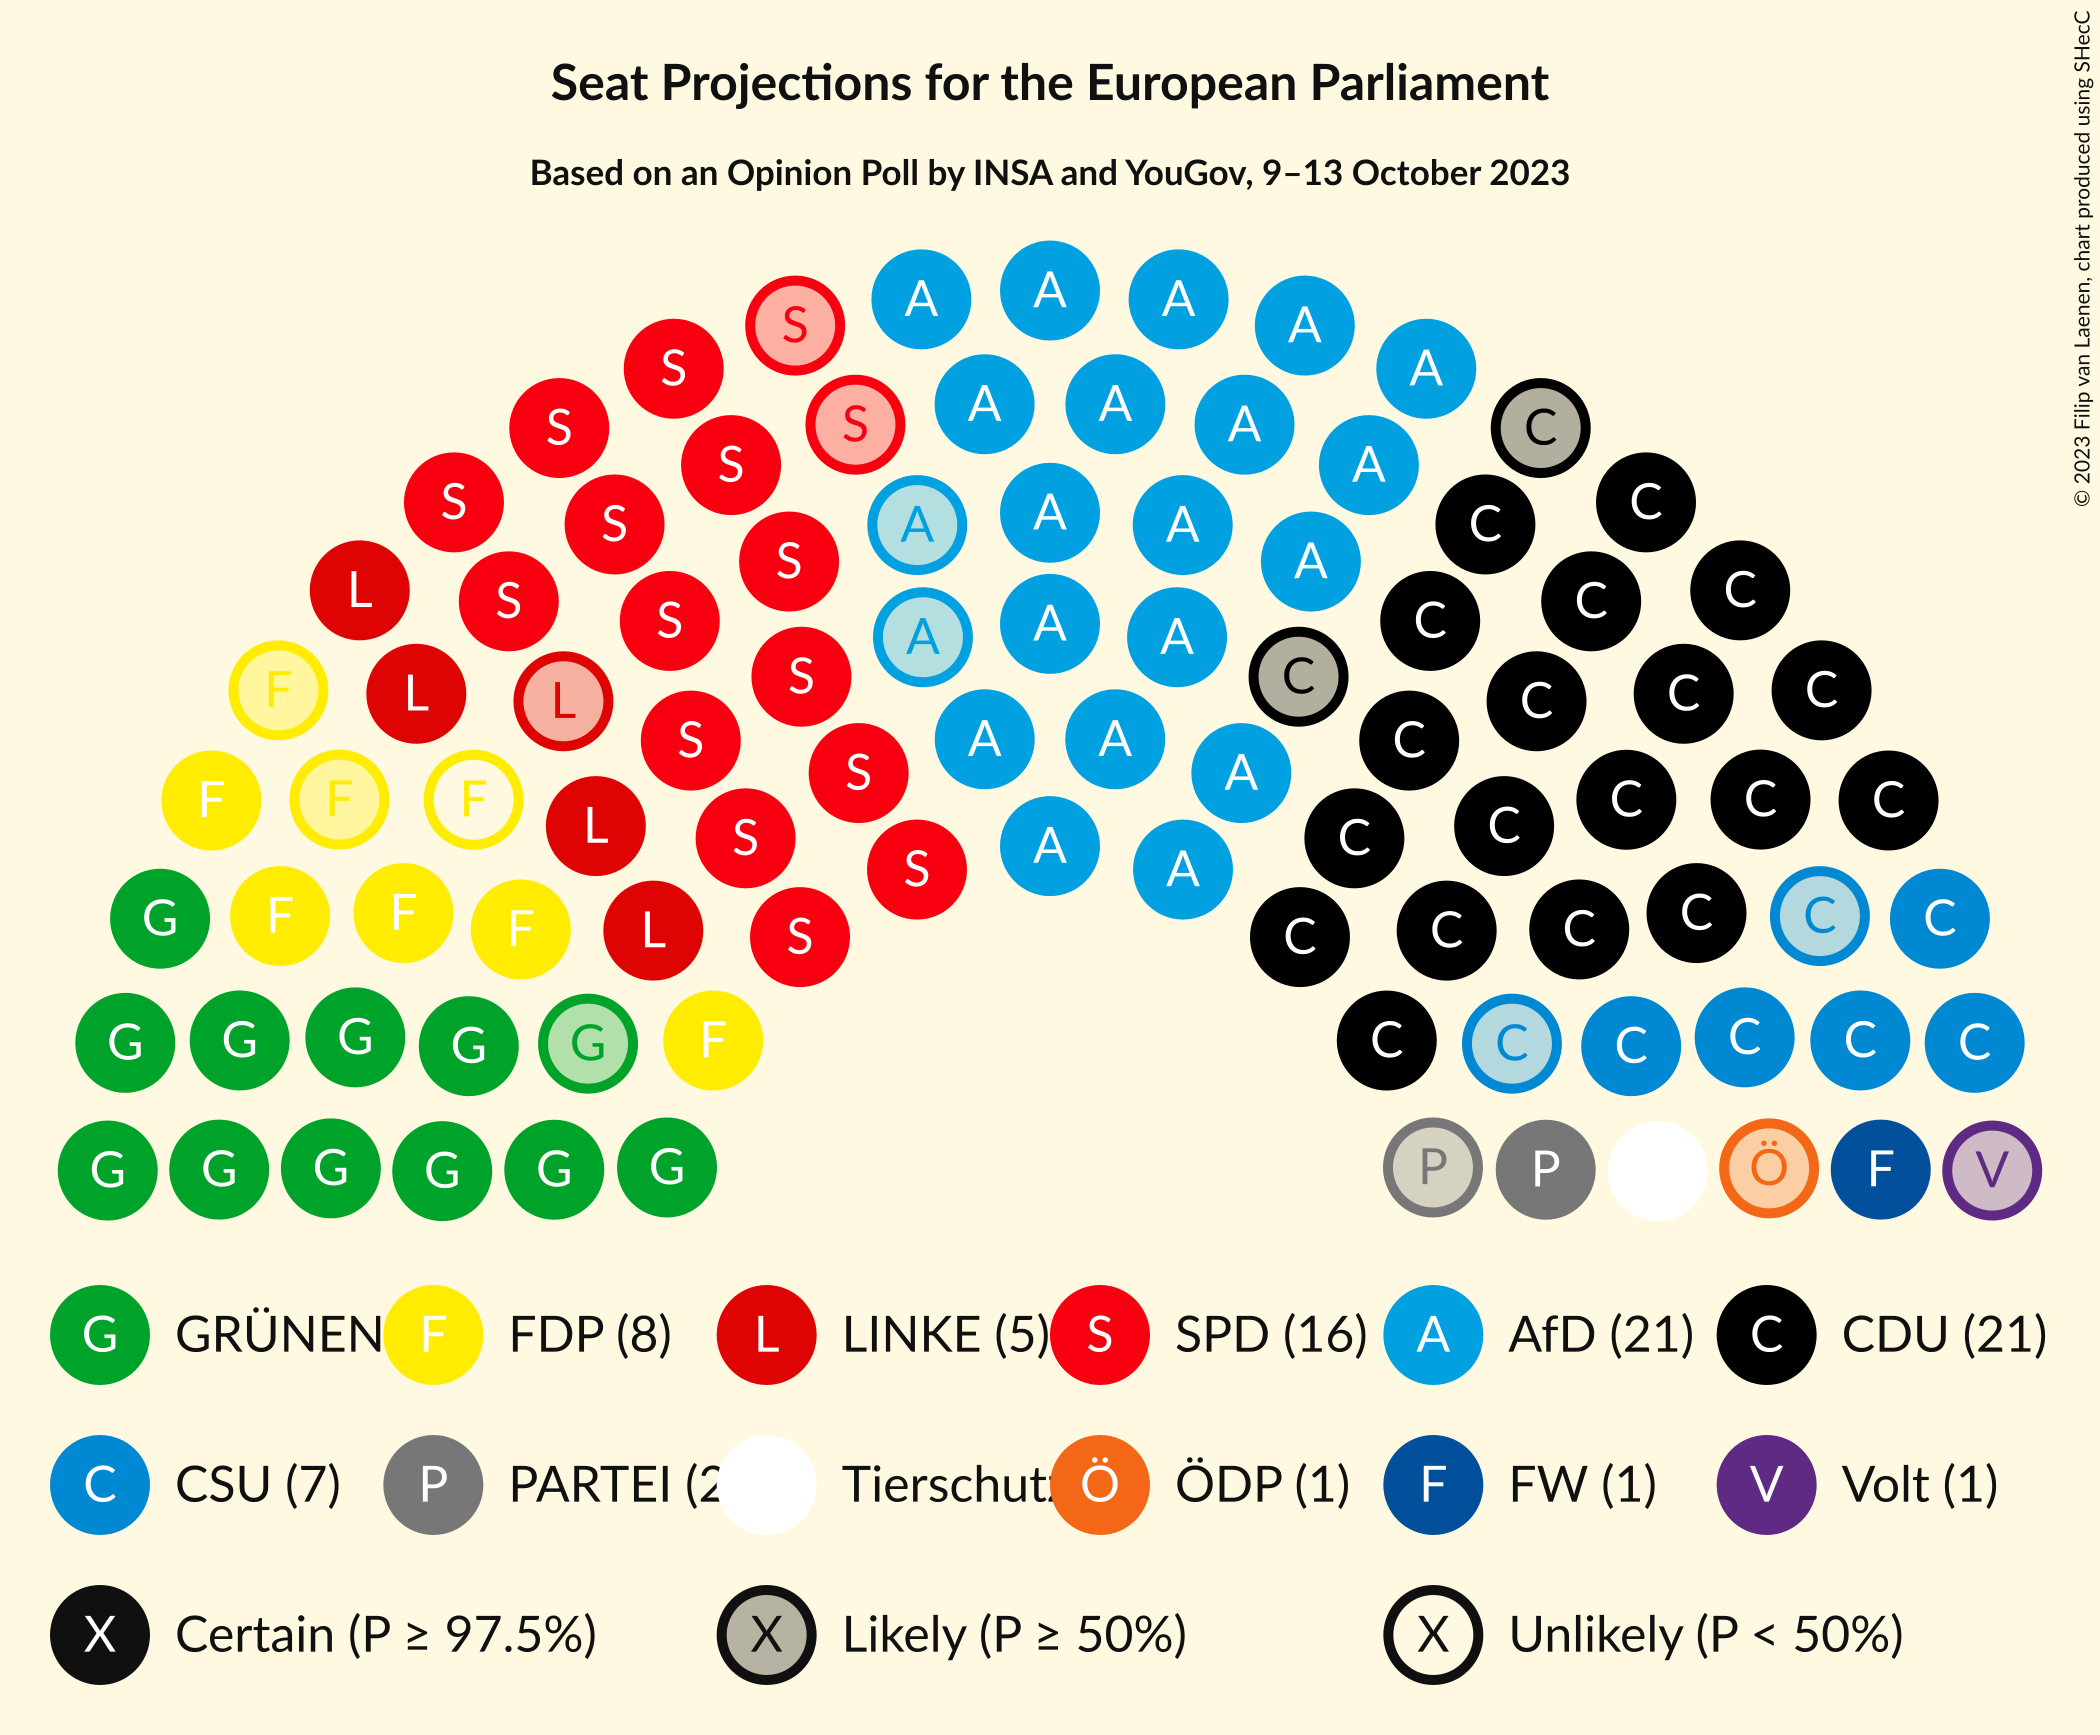 Seat Projections for the European Parliament
Based on an Opinion Poll by INSA and YouGov, 9–13 October 2023
© 2023 Filip van Laenen, chart produced using SHecC
A A A
S A
S A
A A
S S A C
S A A C
A A A
S S S A C C
L S S A A A C C
F L L S S C C C C C
A A
F F F L S S A C C C C C
A
G F F F L S S A C C C C C C
G G G G G F C C C C C C
G G G G G G P P Ö F V
G GRÜNEN F FDP (8) L LINKE (5) S SPD (16) A AfD (21) C CDU (21)
C CSU (7) P PARTEI (2 Tierschutz Ö ÖDP (1) F FW (1) V Volt (1)
X Certain (P ≥ 97.5%) X Likely (P ≥ 50%) X Unlikely (P < 50%)